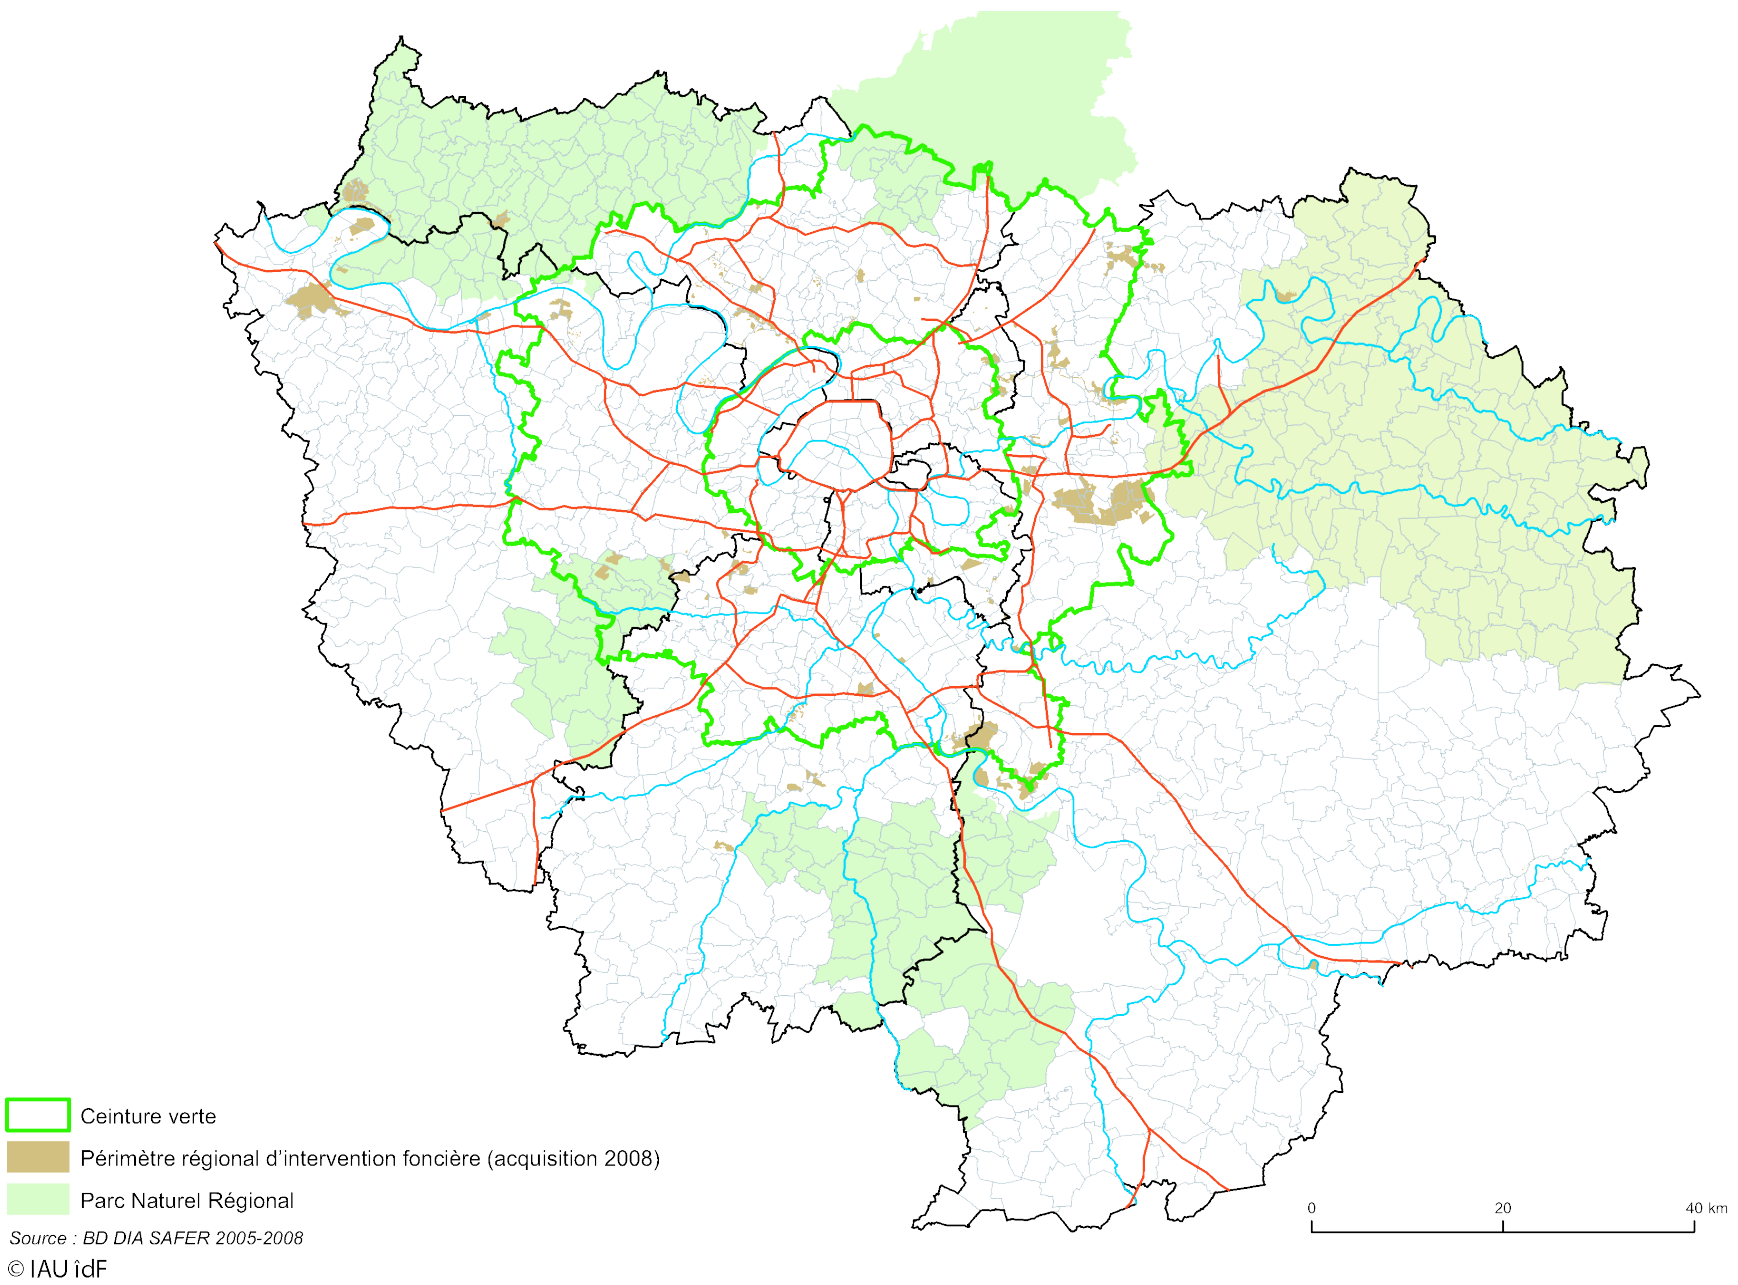 Ceinture verte
Périmètre régional d'intervention foncière (acquisition 2008)
Parc Naturel Régional
Source : BD DIA SAFER 2005-2008
© IAU îdF
0 20 40 km